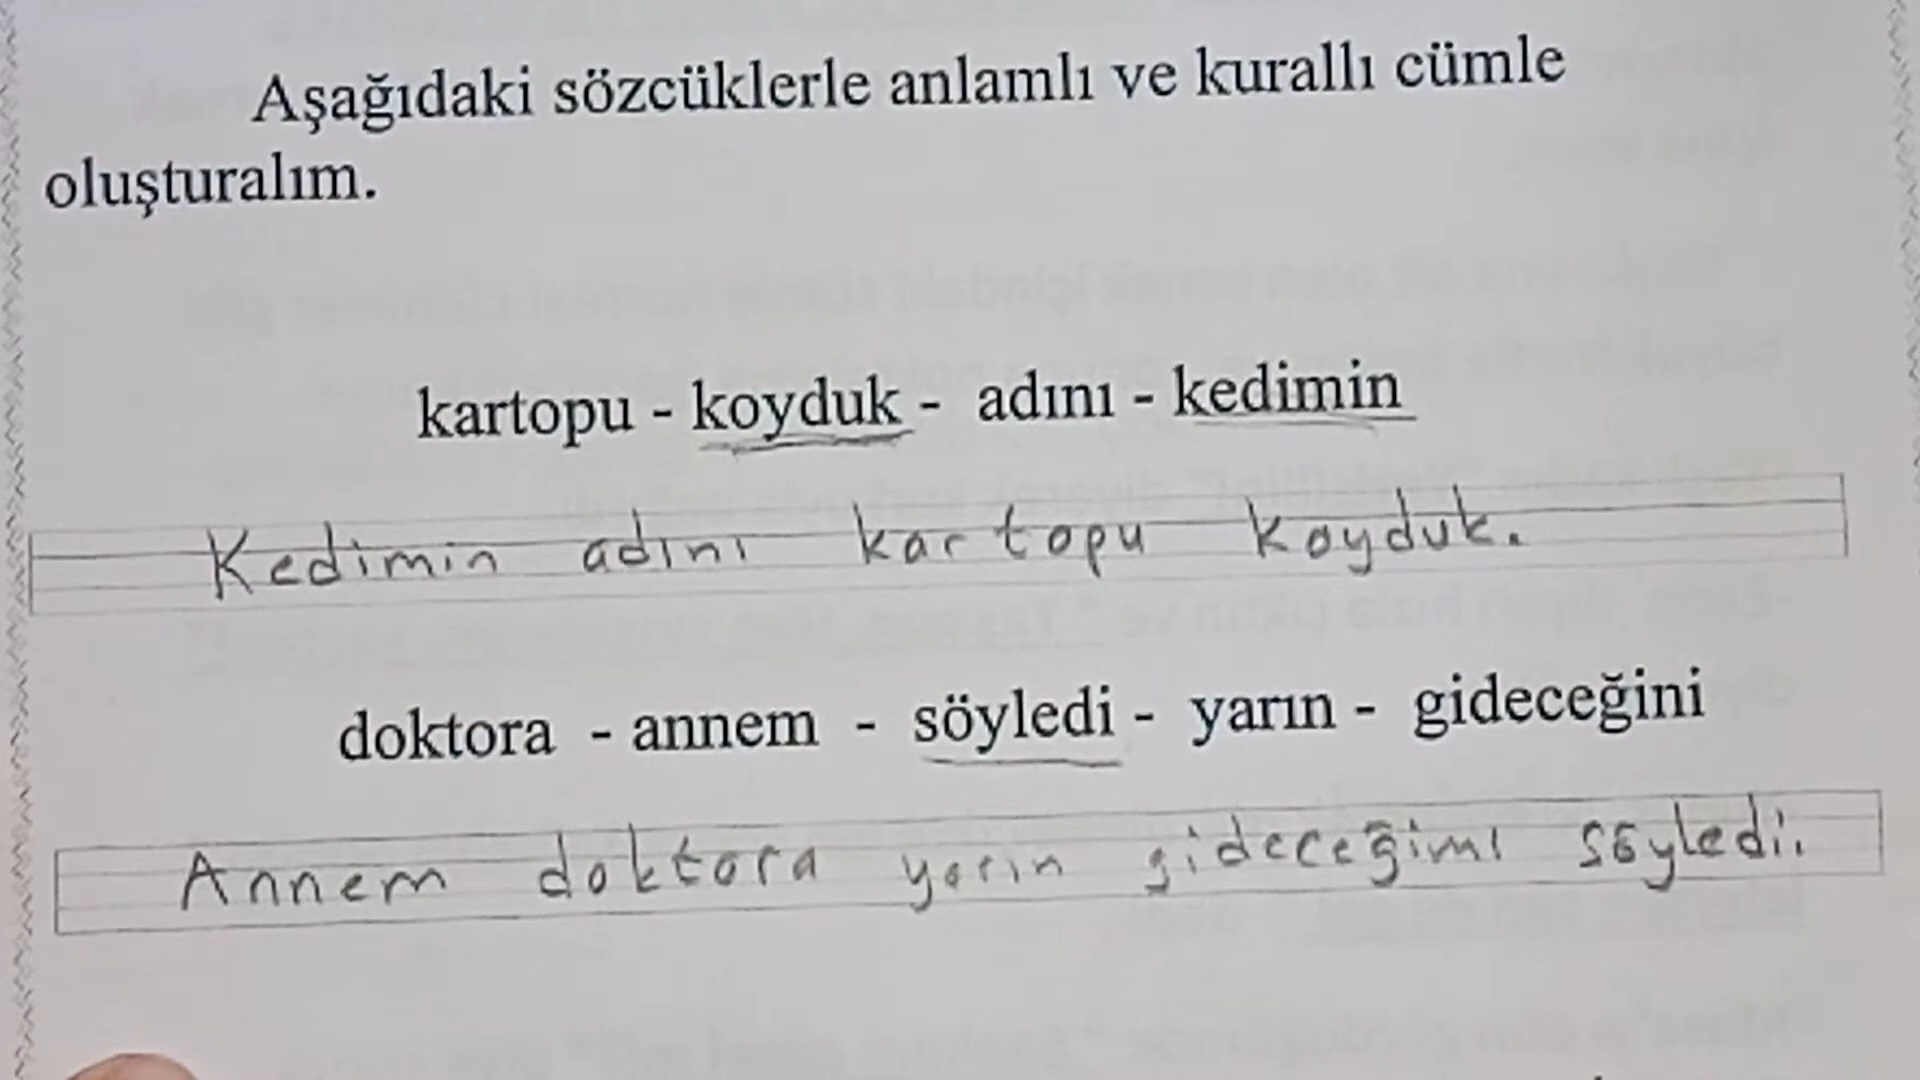 Aşağıdaki sözcüklerle anlamlı ve kurallı cümle
oluşturalım.
kartopu - koyduk - adını - kedimin
Kedimin adını kartopu koyduk.
doktora - annem - söyledi - yarın - gideceğini
Annem doktora yarın gideceğimi söyledi.